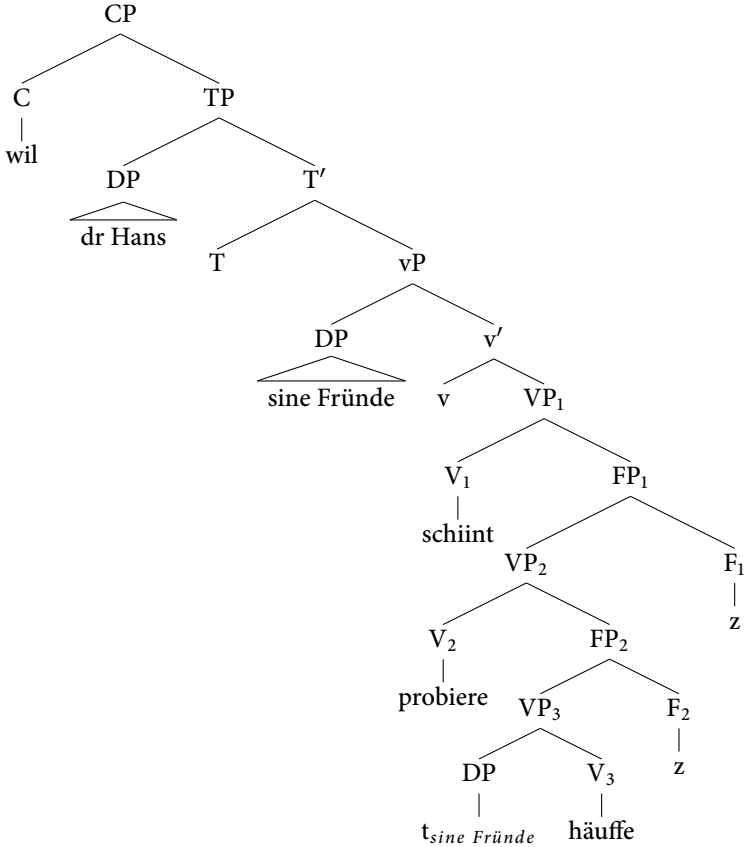 CP
C TP
wil
DP T′
dr Hans
T vP
DP v′
sine Fründe v VP₁
V₁ FP₁
schiint
VP₂ F₁
z
V₂ FP₂
probiere
VP₃ F₂
z
DP V₃
t_sine Fründe häuffe